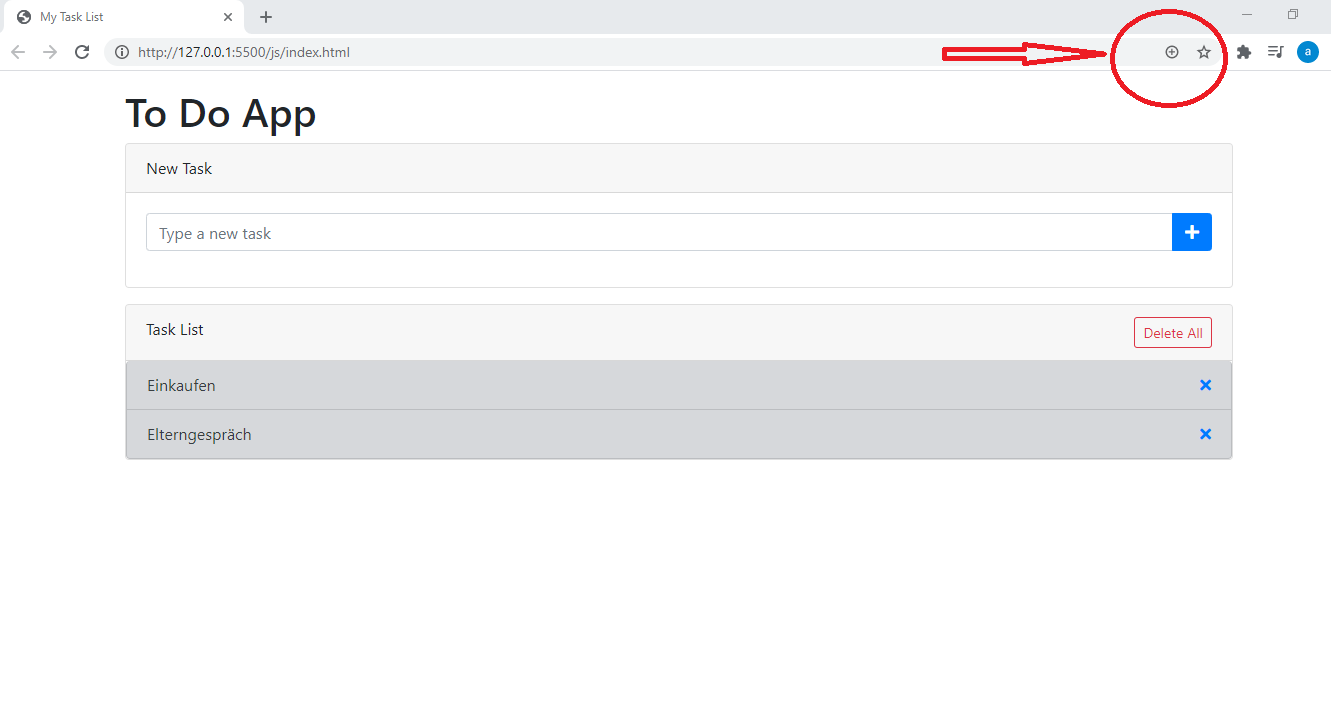 My Task List
http://127.0.0.1:5500/js/index.html
a
To Do App
New Task
Type a new task
Task List
Delete All
Einkaufen
Elterngespräch